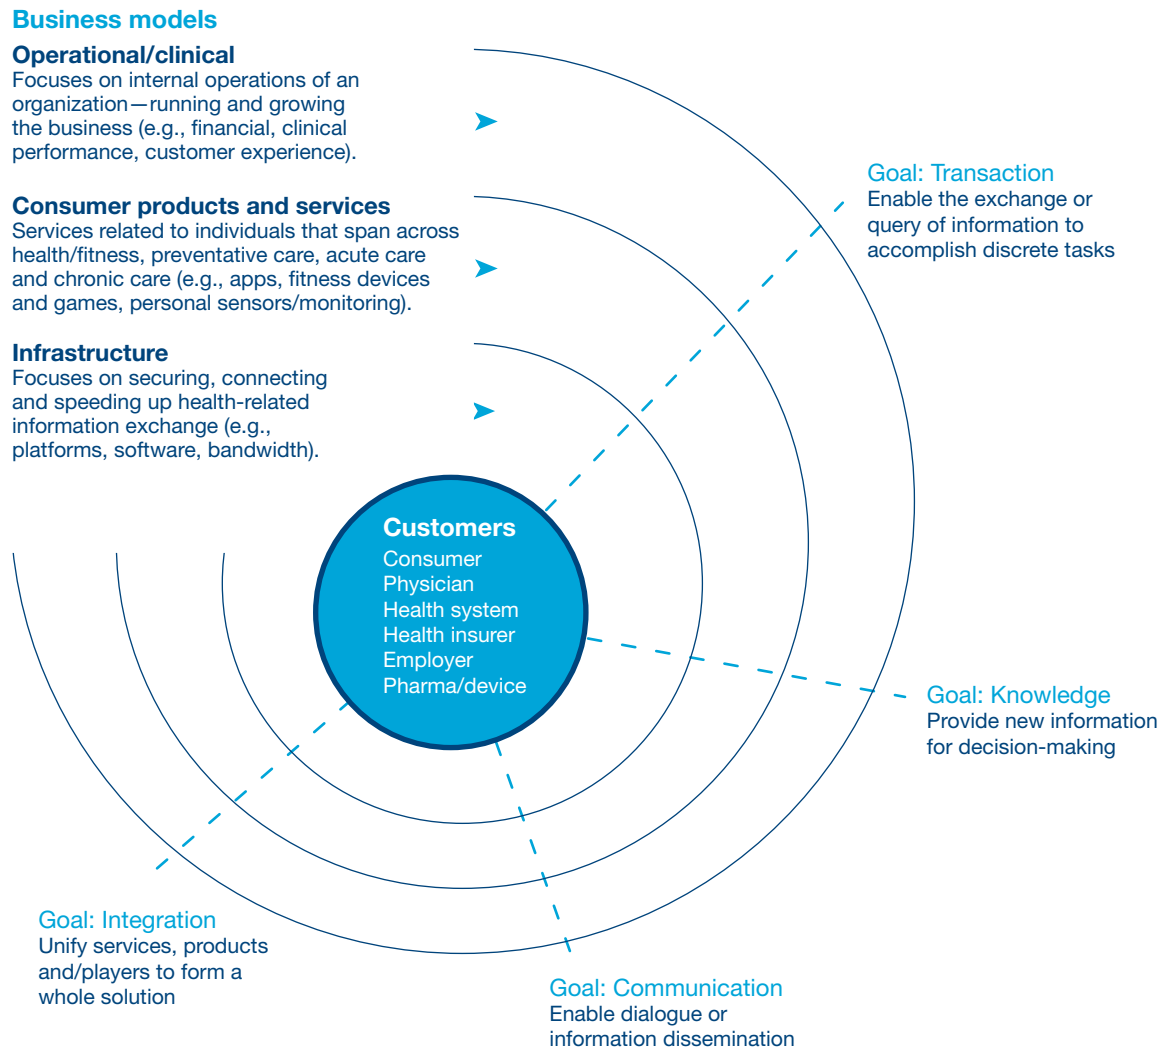 Business models
Operational/clinical
Focuses on internal operations of an
organization—running and growing
the business (e.g., financial, clinical
performance, customer experience).
Consumer products and services
Services related to individuals that span across
health/fitness, preventative care, acute care
and chronic care (e.g., apps, fitness devices
and games, personal sensors/monitoring).
Infrastructure
Focuses on securing, connecting
and speeding up health-related
information exchange (e.g.,
platforms, software, bandwidth).
Customers
Consumer
Physician
Health system
Health insurer
Employer
Pharma/device
Goal: Transaction
Enable the exchange or
query of information to
accomplish discrete tasks
Goal: Knowledge
Provide new information
for decision-making
Goal: Communication
Enable dialogue or
information dissemination
Goal: Integration
Unify services, products
and/players to form a
whole solution